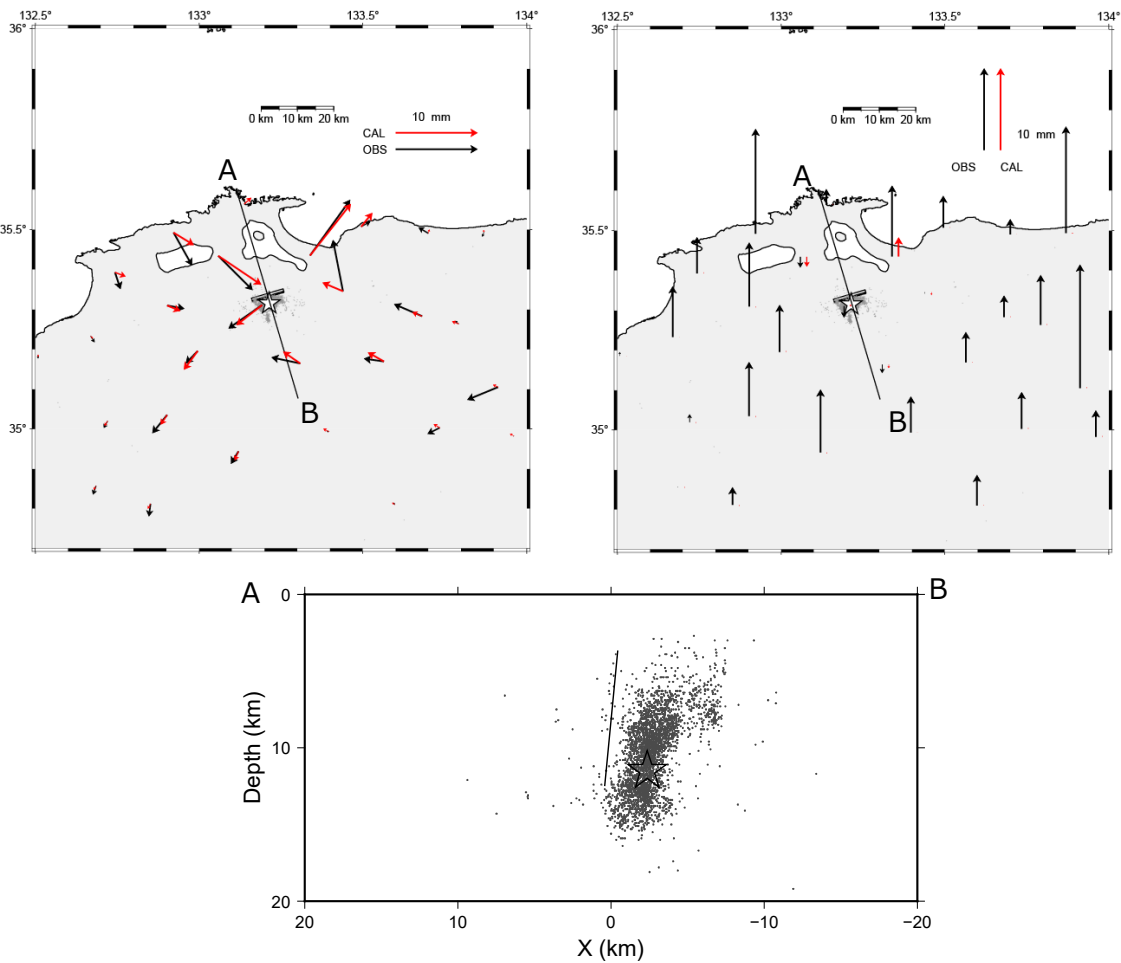 132.5° 133° 133.5° 134°
36°
0 km 10 km 20 km
10 mm
CAL
OBS
A
35.5°
B
35°
132.5° 133° 133.5° 134°
36°
0 km 10 km 20 km
10 mm
OBS CAL
A
35.5°
B
35°
A B
0
10
20
Depth (km)
20 10 0 −10 −20
X (km)